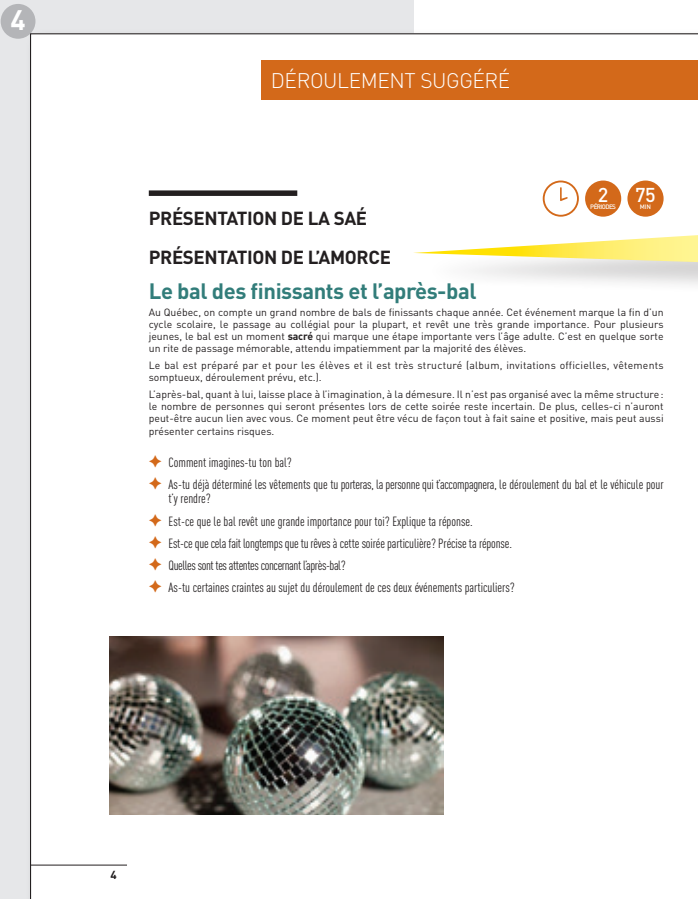 4
DÉROULEMENT SUGGÉRÉ
2
PÉRIODES
75
MIN
PRÉSENTATION DE LA SAÉ
PRÉSENTATION DE L’AMORCE
Le bal des finissants et l’après-bal
Au Québec, on compte un grand nombre de bals de finissants chaque année. Cet événement marque la fin d’un
cycle scolaire, le passage au collégial pour la plupart, et revêt une très grande importance. Pour plusieurs
jeunes, le bal est un moment sacré qui marque une étape importante vers l’âge adulte. C’est en quelque sorte
un rite de passage mémorable, attendu impatiemment par la majorité des élèves.
Le bal est préparé par et pour les élèves et il est très structuré (album, invitations officielles, vêtements
somptueux, déroulement prévu, etc.).
L’après-bal, quant à lui, laisse place à l’imagination, à la démesure. Il n’est pas organisé avec la même structure :
le nombre de personnes qui seront présentes lors de cette soirée reste incertain. De plus, celles-ci n’auront
peut-être aucun lien avec vous. Ce moment peut être vécu de façon tout à fait saine et positive, mais peut aussi
présenter certains risques.
Comment imagines-tu ton bal?
As-tu déjà déterminé les vêtements que tu porteras, la personne qui t’accompagnera, le déroulement du bal et le véhicule pour
t’y rendre?
Est-ce que le bal revêt une grande importance pour toi? Explique ta réponse.
Est-ce que cela fait longtemps que tu rêves à cette soirée particulière? Précise ta réponse.
Quelles sont tes attentes concernant l’après-bal?
As-tu certaines craintes au sujet du déroulement de ces deux événements particuliers?
4